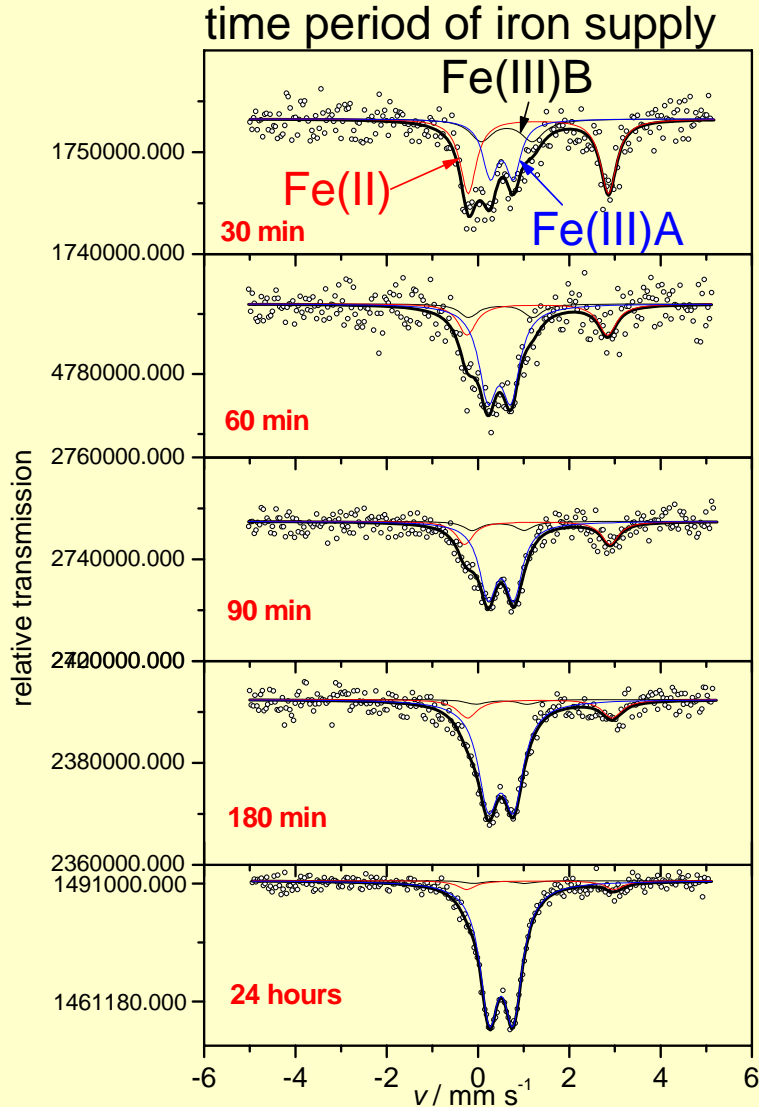 time period of iron supply
Fe(III)B
Fe(II)
Fe(III)A
30 min
1750000.000
1740000.000
60 min
4780000.000
2760000.000
90 min
2740000.000
2420000.000
180 min
2380000.000
2360000.000
24 hours
1491000.000
1461180.000
relative transmission
-6 -4 -2 0 2 4 6
v / mm s⁻¹